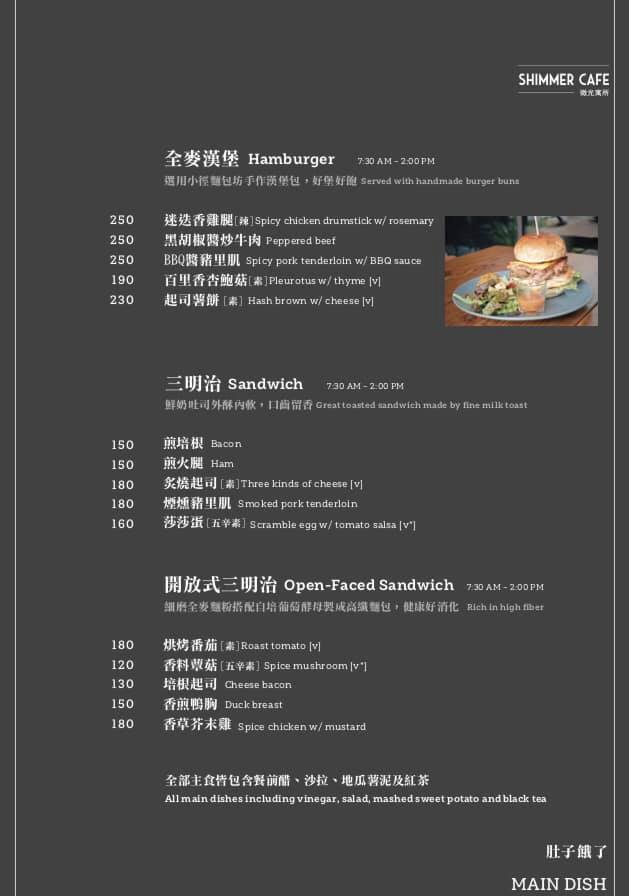 SHIMMER CAFE
微光寓所
全麥漢堡 Hamburger 7:30 AM – 2:00 PM
選用小徑麵包坊手作漢堡包，好堡好飽 Served with handmade burger buns
250 迷迭香雞腿[辣]Spicy chicken drumstick w/ rosemary
250 黑胡椒醬炒牛肉 Peppered beef
250 BBQ醬豬里肌 Spicy pork tenderloin w/ BBQ sauce
190 百里香杏鮑菇[素]Pleurotus w/ thyme [v]
230 起司薯餅 [素] Hash brown w/ cheese [v]
三明治 Sandwich 7:30 AM – 2:00 PM
鮮奶吐司外酥內軟，口齒留香 Great toasted sandwich made by fine milk toast
150 煎培根 Bacon
150 煎火腿 Ham
180 炙燒起司 [素]Three kinds of cheese [v]
180 煙燻豬里肌 Smoked pork tenderloin
160 莎莎蛋 [五辛素] Scramble egg w/ tomato salsa [v*]
開放式三明治 Open-Faced Sandwich 7:30 AM – 2:00 PM
細磨全麥麵粉搭配自培葡萄酵母製成高纖麵包，健康好消化 Rich in high fiber
180 烘烤番茄 [素]Roast tomato [v]
120 香料蕈菇 [五辛素] Spice mushroom [v*]
130 培根起司 Cheese bacon
150 香煎鴨胸 Duck breast
180 香草芥末雞 Spice chicken w/ mustard
全部主食皆包含餐前醋、沙拉、地瓜薯泥及紅茶
All main dishes including vinegar, salad, mashed sweet potato and black tea
肚子餓了
MAIN DISH